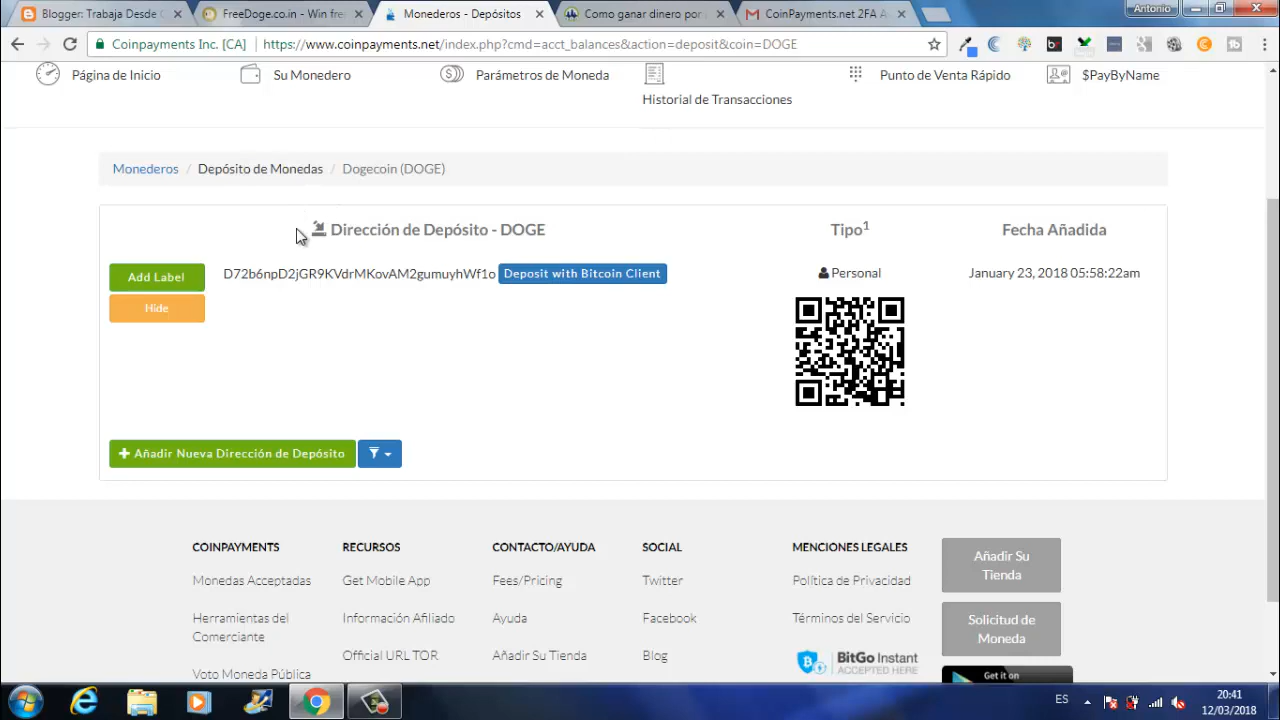 Antonio
Blogger: Trabaja Desde C
FreeDoge.co.in - Win free
Monederos - Depósitos
Como ganar dinero por
CoinPayments.net 2FA A
Coinpayments Inc. [CA]
https://www.coinpayments.net/index.php?cmd=acct_balances&action=deposit&coin=DOGE
Página de Inicio
Su Monedero
Parámetros de Moneda
Historial de Transacciones
Punto de Venta Rápido
$PayByName
Monederos / Depósito de Monedas / Dogecoin (DOGE)
Dirección de Depósito - DOGE
Tipo1
Fecha Añadida
Add Label
D72b6npD2jGR9KVdrMKovAM2gumuyhWf1o
Deposit with Bitcoin Client
Personal
January 23, 2018 05:58:22am
Hide
Añadir Nueva Dirección de Depósito
COINPAYMENTS
RECURSOS
CONTACTO/AYUDA
SOCIAL
MENCIONES LEGALES
Añadir Su
Tienda
Monedas Acceptadas
Get Mobile App
Fees/Pricing
Twitter
Política de Privacidad
Herramientas del
Comerciante
Información Afiliado
Ayuda
Facebook
Términos del Servicio
Solicitud de
Moneda
Official URL TOR
Añadir Su Tienda
Blog
BitGo Instant
ACCEPTED HERE
Voto Moneda Pública
Get it on
ES
20:41
12/03/2018